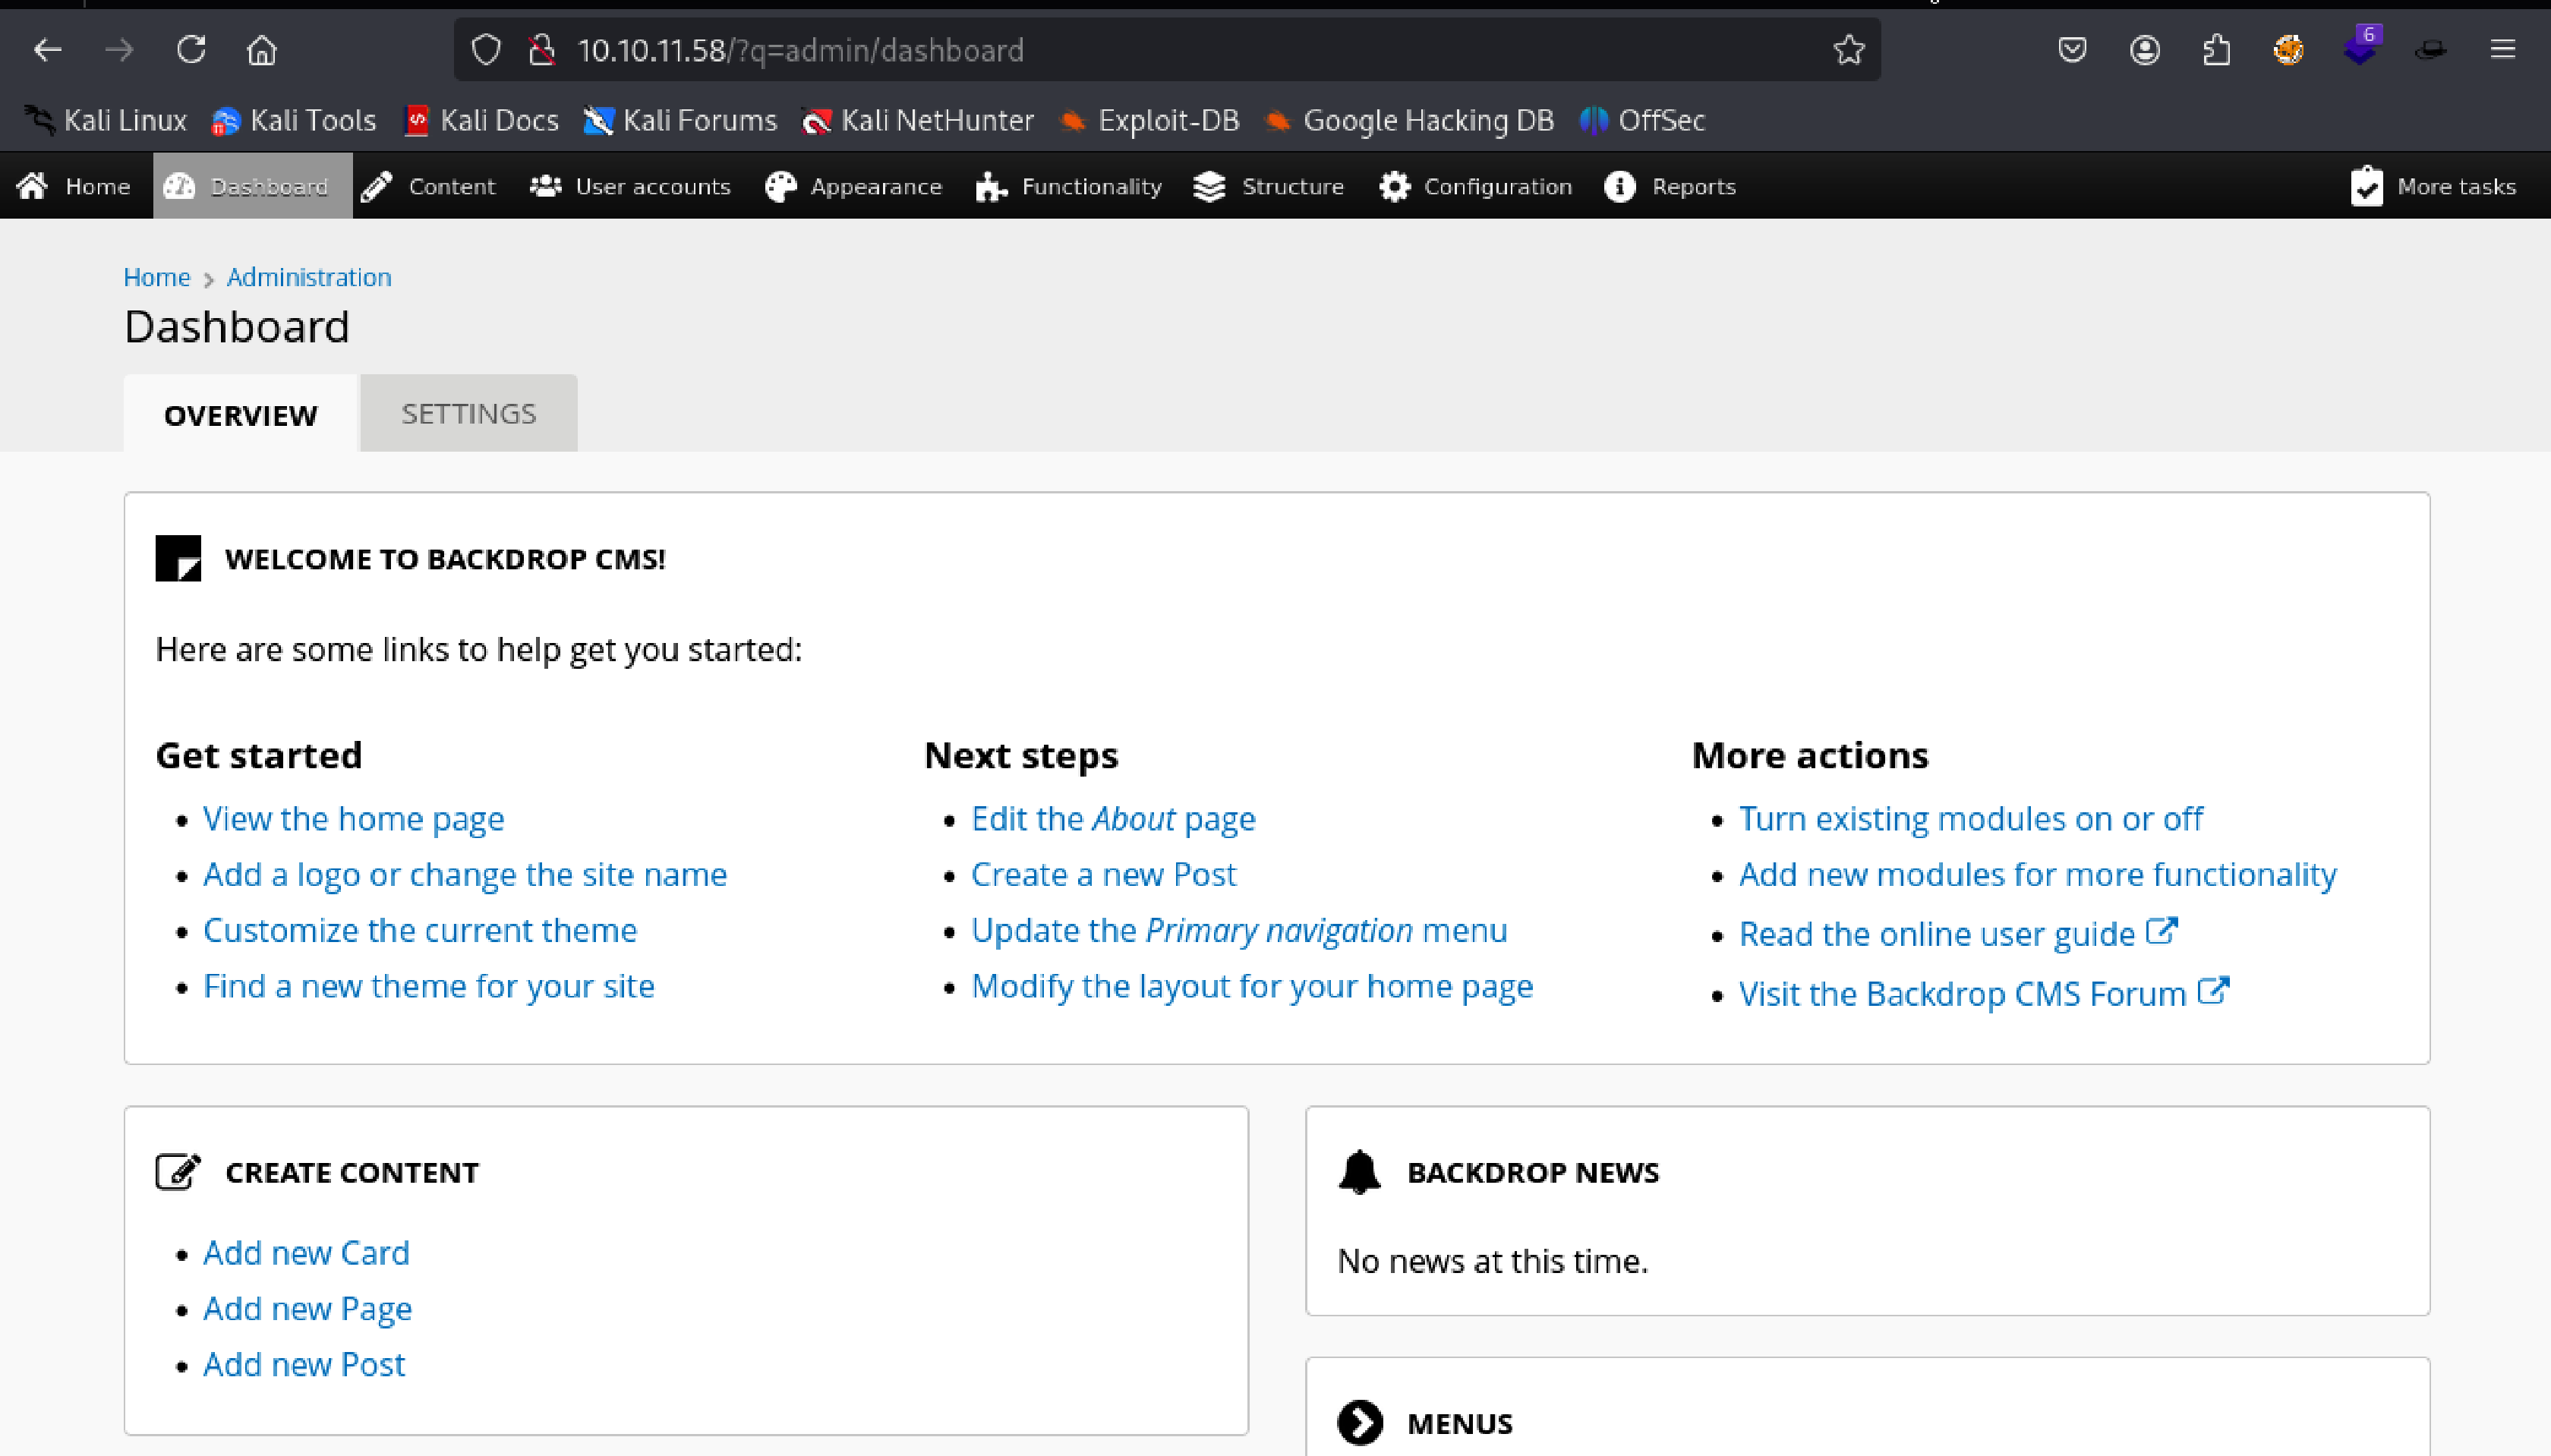 10.10.11.58/?q=admin/dashboard
6
Kali Linux Kali Tools Kali Docs Kali Forums Kali NetHunter Exploit-DB Google Hacking DB OffSec
Home Dashboard Content User accounts Appearance Functionality Structure Configuration Reports More tasks
Home Administration
Dashboard
OVERVIEW SETTINGS
WELCOME TO BACKDROP CMS!
Here are some links to help get you started:
Get started
View the home page
Add a logo or change the site name
Customize the current theme
Find a new theme for your site
Next steps
Edit the About page
Create a new Post
Update the Primary navigation menu
Modify the layout for your home page
More actions
Turn existing modules on or off
Add new modules for more functionality
Read the online user guide
Visit the Backdrop CMS Forum
CREATE CONTENT
Add new Card
Add new Page
Add new Post
BACKDROP NEWS
No news at this time.
MENUS